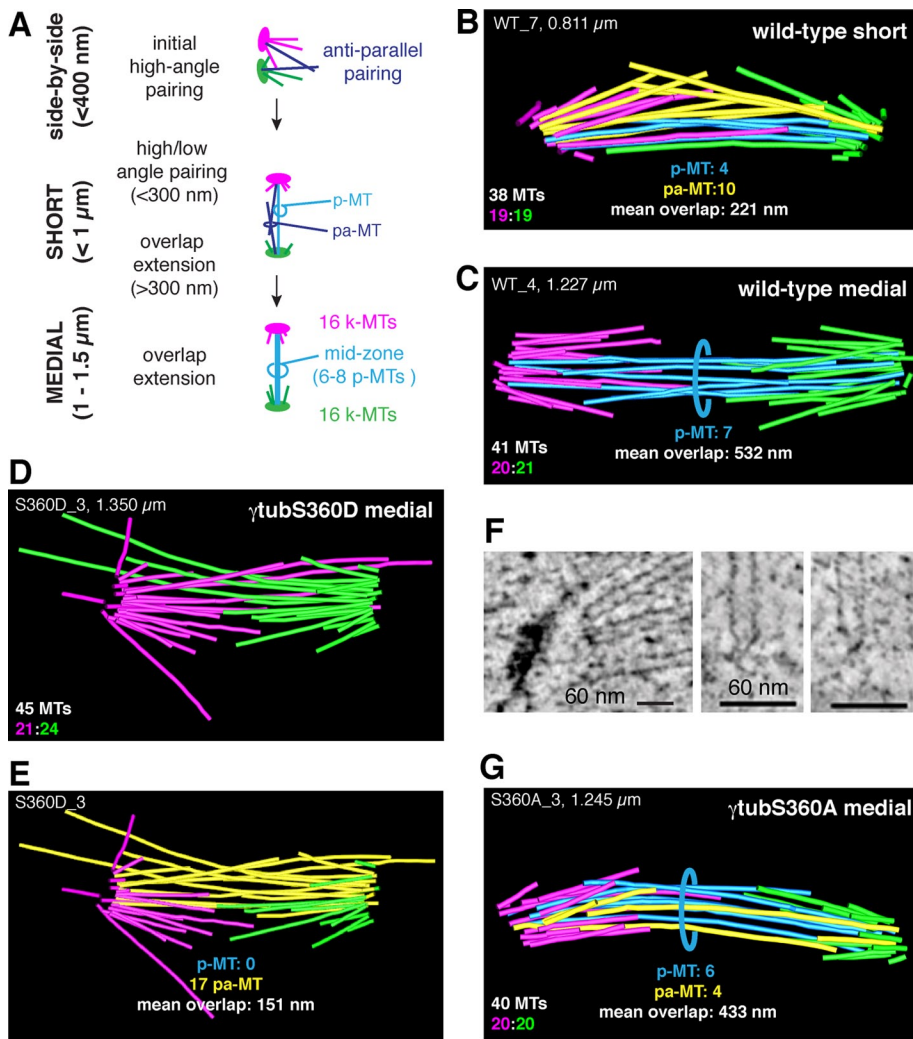 A
side-by-side
(<400 nm)
initial
high-angle
pairing
anti-parallel
pairing
SHORT
(< 1 µm)
high/low
angle pairing
(<300 nm)
p-MT
pa-MT
overlap
extension
(>300 nm)
MEDIAL
(1 - 1.5 µm)
overlap
extension
16 k-MTs
mid-zone
(6-8 p-MTs )
16 k-MTs
B
WT_7, 0.811 µm
wild-type short
p-MT: 4
pa-MT:10
mean overlap: 221 nm
38 MTs
19:19
C
WT_4, 1.227 µm
wild-type medial
p-MT: 7
mean overlap: 532 nm
41 MTs
20:21
D
S360D_3, 1.350 µm
γtubS360D medial
45 MTs
21:24
E
S360D_3
p-MT: 0
17 pa-MT
mean overlap: 151 nm
F
60 nm
60 nm
G
S360A_3, 1.245 µm
γtubS360A medial
p-MT: 6
pa-MT: 4
mean overlap: 433 nm
40 MTs
20:20